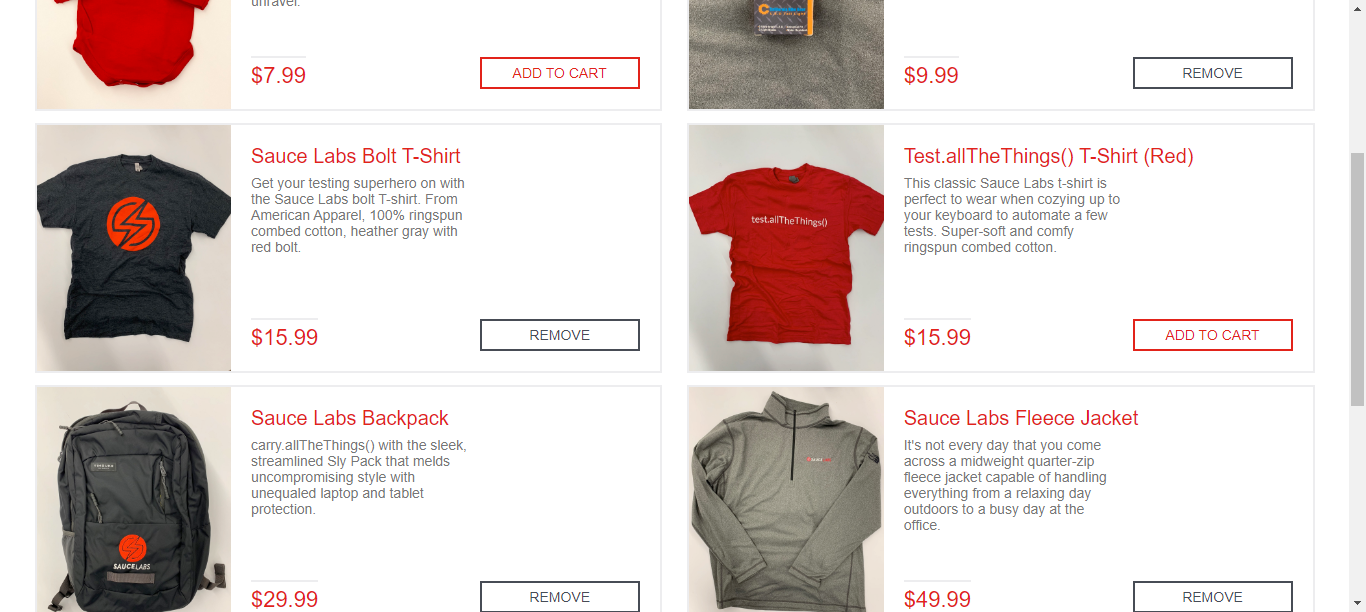 unravel.
$7.99
ADD TO CART
$9.99
REMOVE
Sauce Labs Bolt T-Shirt
Get your testing superhero on with
the Sauce Labs bolt T-shirt. From
American Apparel, 100% ringspun
combed cotton, heather gray with
red bolt.
$15.99
REMOVE
test.allTheThings()
Test.allTheThings() T-Shirt (Red)
This classic Sauce Labs t-shirt is
perfect to wear when cozying up to
your keyboard to automate a few
tests. Super-soft and comfy
ringspun combed cotton.
$15.99
ADD TO CART
SAUCELABS
Sauce Labs Backpack
carry.allTheThings() with the sleek,
streamlined Sly Pack that melds
uncompromising style with
unequaled laptop and tablet
protection.
$29.99
REMOVE
Sauce Labs Fleece Jacket
It's not every day that you come
across a midweight quarter-zip
fleece jacket capable of handling
everything from a relaxing day
outdoors to a busy day at the
office.
$49.99
REMOVE